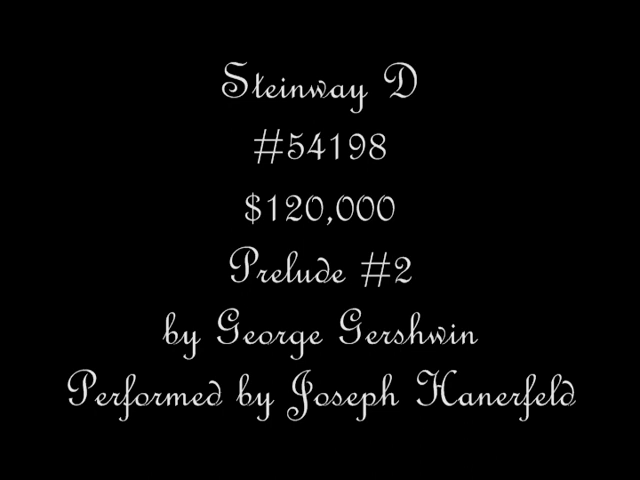 Steinway D
#54198
$120,000
Prelude #2
by George Gershwin
Performed by Joseph Hanerfeld